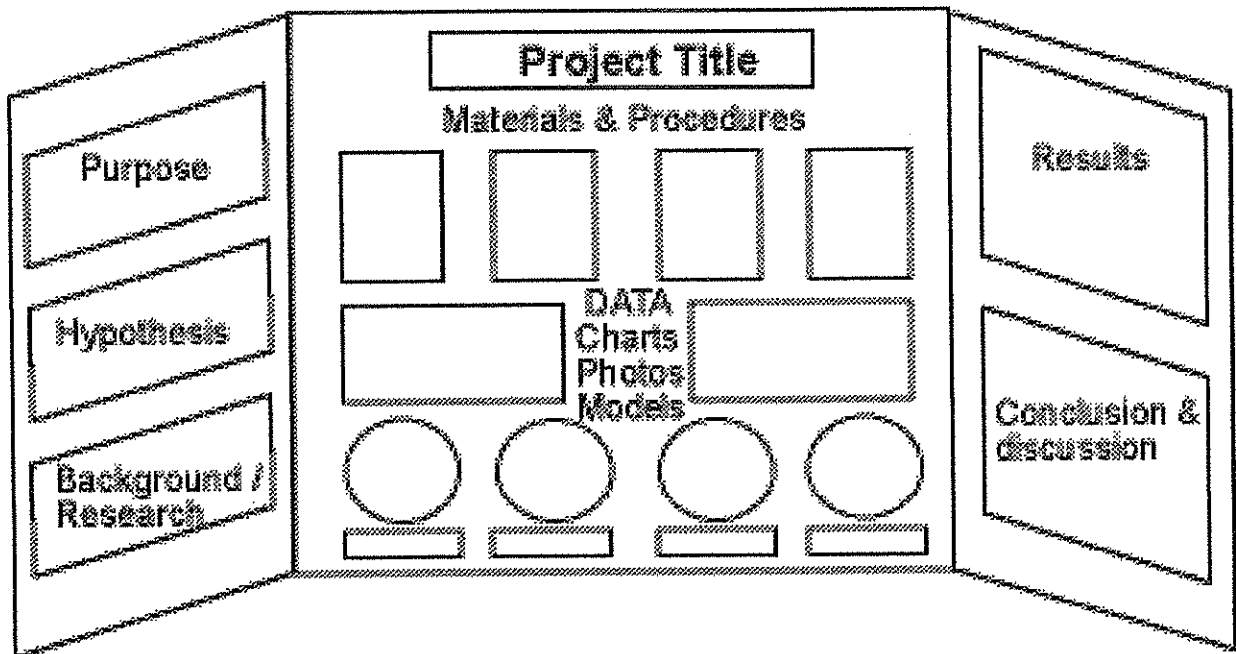 Project Title
Materials & Procedures
Purpose
Hypothesis
Background /
Research
DATA
Charts
Photos
Models
Results
Conclusion &
discussion